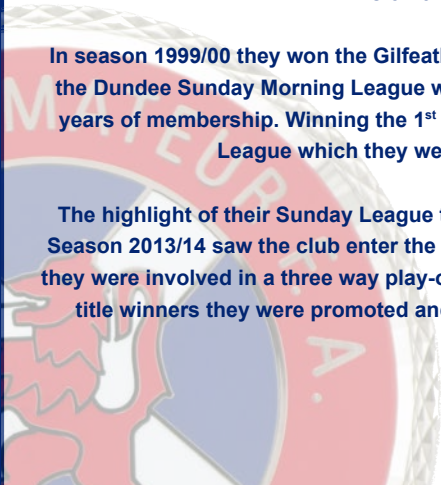 In season 1999/00 they won the Gilfeat
the Dundee Sunday Morning League w
years of membership. Winning the 1st
League which they we
The highlight of their Sunday League t
Season 2013/14 saw the club enter the
they were involved in a three way play-o
title winners they were promoted an
AMATEUR F. A.